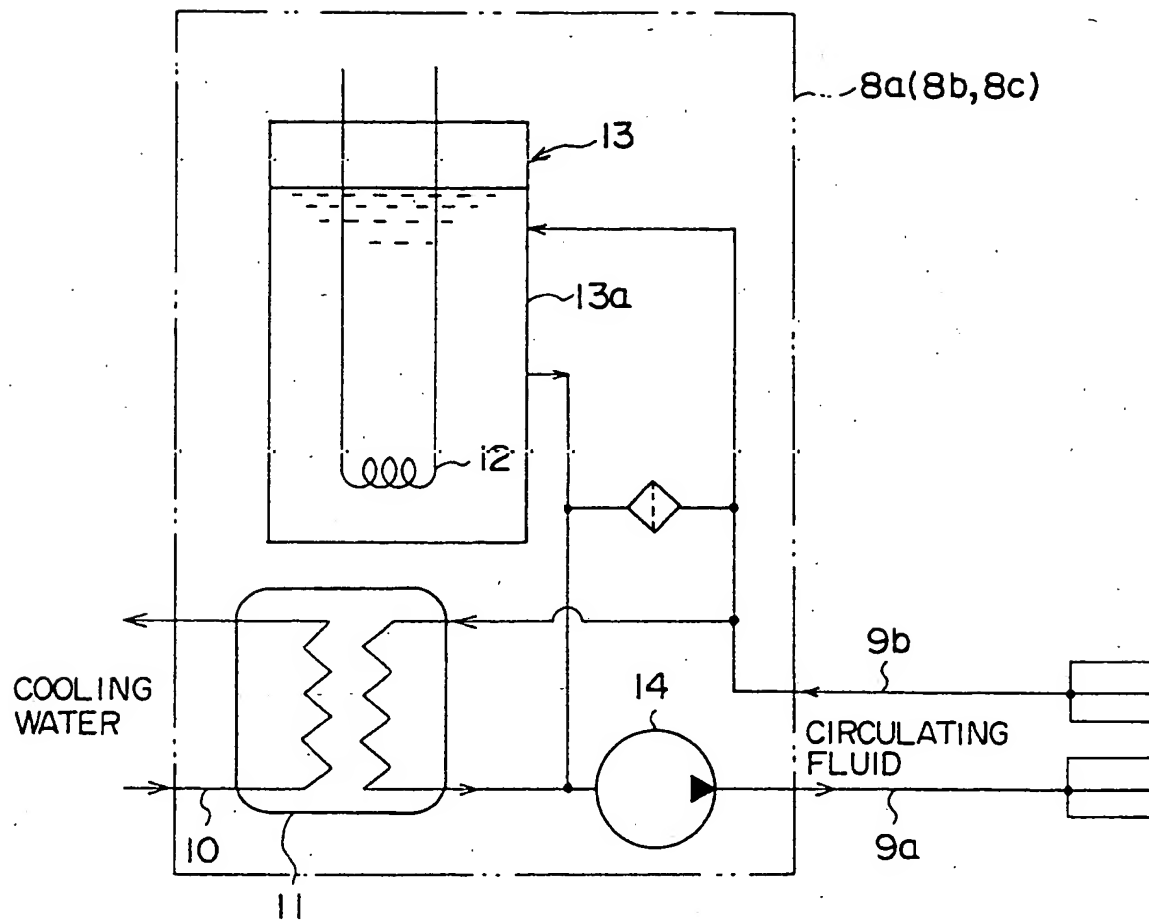 8a(8b,8c)
13
13a
12
9b
14
COOLING
WATER
CIRCULATING
FLUID
10
9a
11